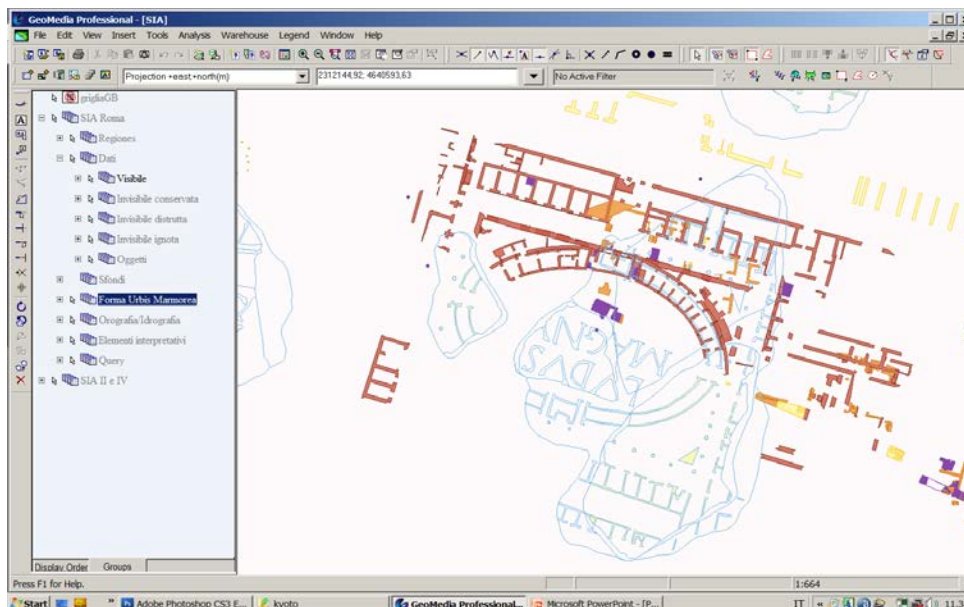 GeoMedia Professional - [SIA]
File Edit View Insert Tools Analysis Warehouse Legend Window Help
Projection +east.+north(m)
2312144,92; 4640593,63
No Active Filter
grigliaGB
SIA Roma
Regiones
Dati
Visibile
Invisibile conservata
Invisibile distrutta
Invisibile ignota
Oggetti
Sfondi
Forma Urbis Marmorea
Orografia/Idrografia
Elementi interpretativi
Query
SIA II e IV
LVDVS
MAGN
Display Order Groups
Press F1 for Help.
1:664
Start
Adobe Photoshop CS3 E...
kyoto
GeoMedia Professional...
Microsoft PowerPoint - [P...
IT